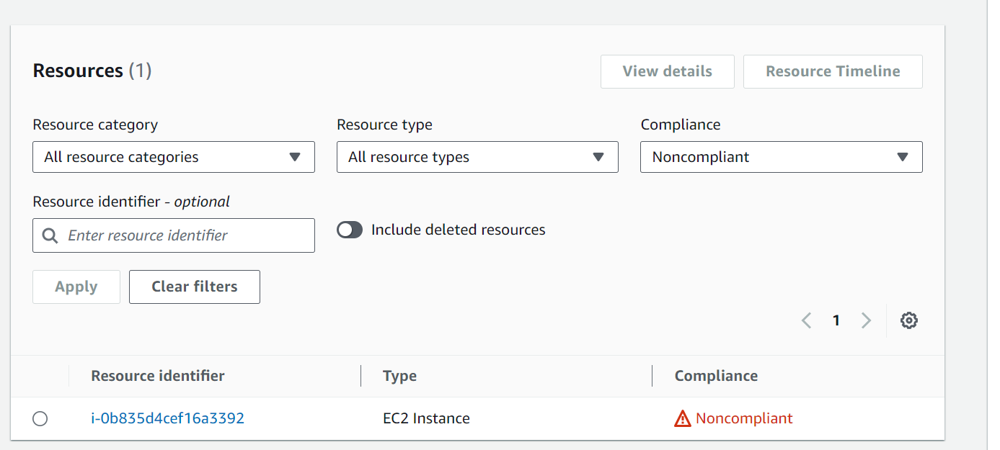 Resources (1)
View details
Resource Timeline
Resource category
Resource type
Compliance
All resource categories
All resource types
Noncompliant
Resource identifier - optional
Enter resource identifier
Include deleted resources
Apply
Clear filters
1
Resource identifier
Type
Compliance
i-0b835d4cef16a3392
EC2 Instance
Noncompliant